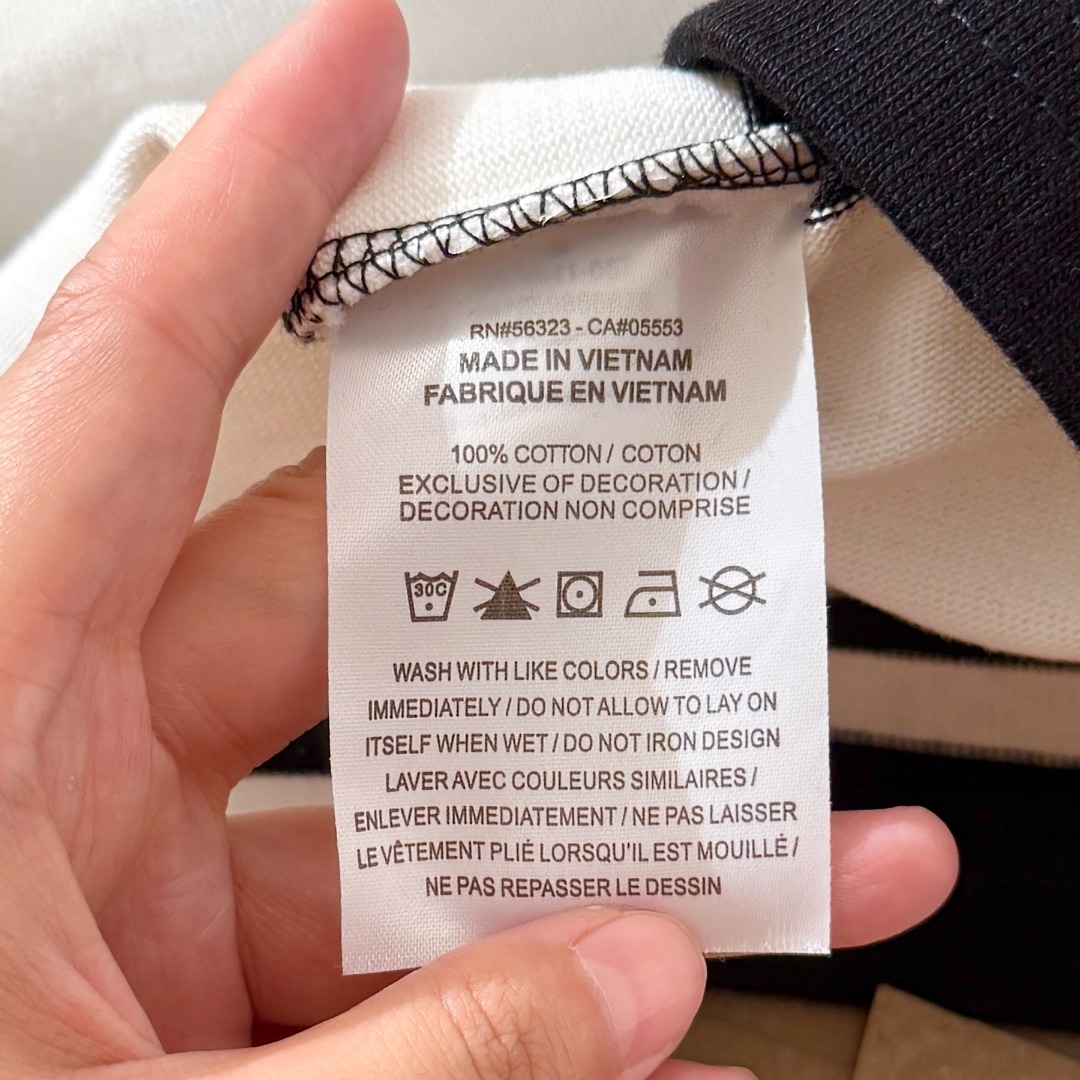 RN#56323 - CA#05553
MADE IN VIETNAM
FABRIQUE EN VIETNAM
100% COTTON / COTON
EXCLUSIVE OF DECORATION /
DECORATION NON COMPRISE
30C
WASH WITH LIKE COLORS / REMOVE
IMMEDIATELY / DO NOT ALLOW TO LAY ON
ITSELF WHEN WET / DO NOT IRON DESIGN
LAVER AVEC COULEURS SIMILAIRES /
ENLEVER IMMEDIATEMENT / NE PAS LAISSER
LE VÊTEMENT PLIÉ LORSQU'IL EST MOUILLÉ /
NE PAS REPASSER LE DESSIN